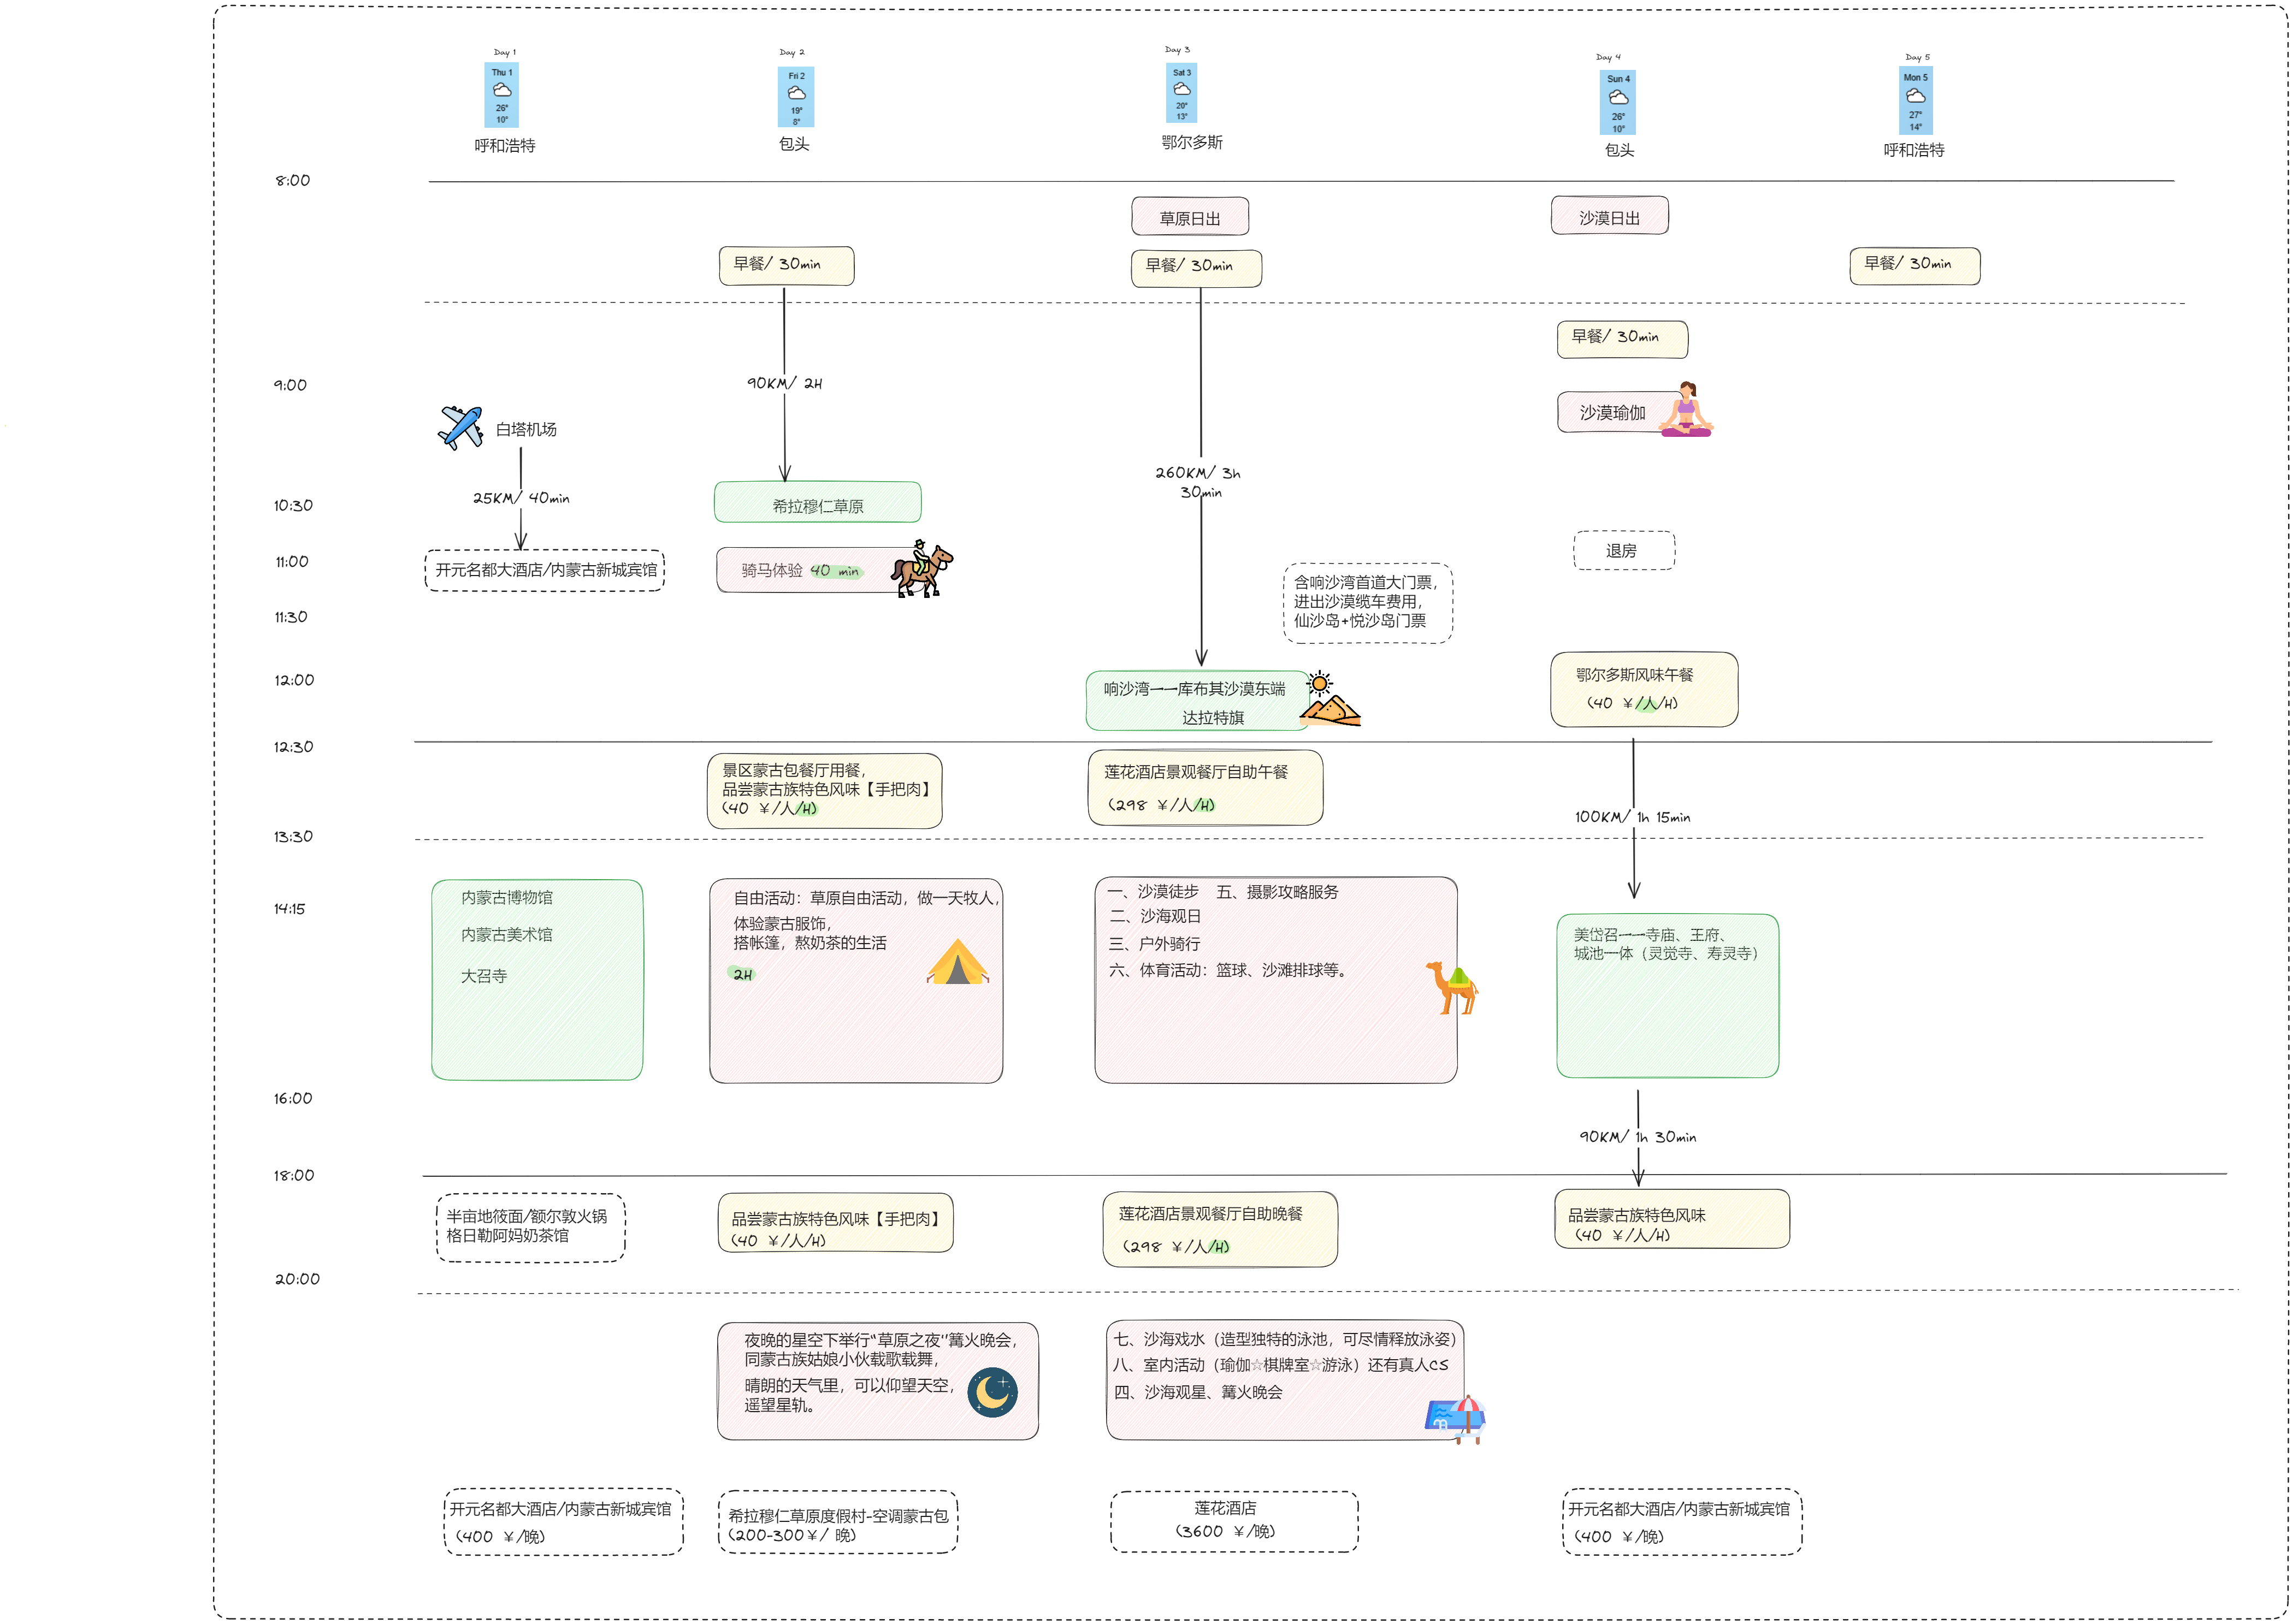 Day 1
Thu 1
26°
10°
呼和浩特
Day 2
Fri 2
19°
8°
包头
Day 3
Sat 3
20°
13°
鄂尔多斯
Day 4
Sun 4
26°
10°
包头
Day 5
Mon 5
27°
14°
呼和浩特
8:00
草原日出
沙漠日出
早餐/ 30min
早餐/ 30min
早餐/ 30min
早餐/ 30min
9:00
90KM/ 2H
沙漠瑜伽
白塔机场
25KM/ 40min
260KM/ 3h
30min
10:30
希拉穆仁草原
11:00
开元名都大酒店/内蒙古新城宾馆
骑马体验 40 min
退房
含响沙湾首道大门票，
进出沙漠缆车费用，
仙沙岛+悦沙岛门票
11:30
12:00
响沙湾——库布其沙漠东端
达拉特旗
鄂尔多斯风味午餐
(40 ¥/人/H)
12:30
景区蒙古包餐厅用餐，
品尝蒙古族特色风味【手把肉】
(40 ¥/人/H)
莲花酒店景观餐厅自助午餐
(298 ¥/人/H)
100KM/ 1h 15min
13:30
14:15
内蒙古博物馆
内蒙古美术馆
大召寺
自由活动：草原自由活动，做一天牧人，
体验蒙古服饰，
搭帐篷，熬奶茶的生活
2H
一、沙漠徒步 五、摄影攻略服务
二、沙海观日
三、户外骑行
六、体育活动：篮球、沙滩排球等。
美岱召——寺庙、王府、
城池一体（灵觉寺、寿灵寺）
16:00
90KM/ 1h 30min
18:00
半亩地莜面/额尔敦火锅
格日勒阿妈奶茶馆
品尝蒙古族特色风味【手把肉】
(40 ¥/人/H)
莲花酒店景观餐厅自助晚餐
(298 ¥/人/H)
品尝蒙古族特色风味
(40 ¥/人/H)
20:00
夜晚的星空下举行“草原之夜”篝火晚会，
同蒙古族姑娘小伙载歌载舞，
晴朗的天气里，可以仰望天空，
遥望星轨。
七、沙海戏水（造型独特的泳池，可尽情释放泳姿）
八、室内活动（瑜伽☆棋牌室☆游泳）还有真人CS
四、沙海观星、篝火晚会
开元名都大酒店/内蒙古新城宾馆
(400 ¥/晚)
希拉穆仁草原度假村-空调蒙古包
(200-300¥/ 晚)
莲花酒店
(3600 ¥/晚)
开元名都大酒店/内蒙古新城宾馆
(400 ¥/晚)